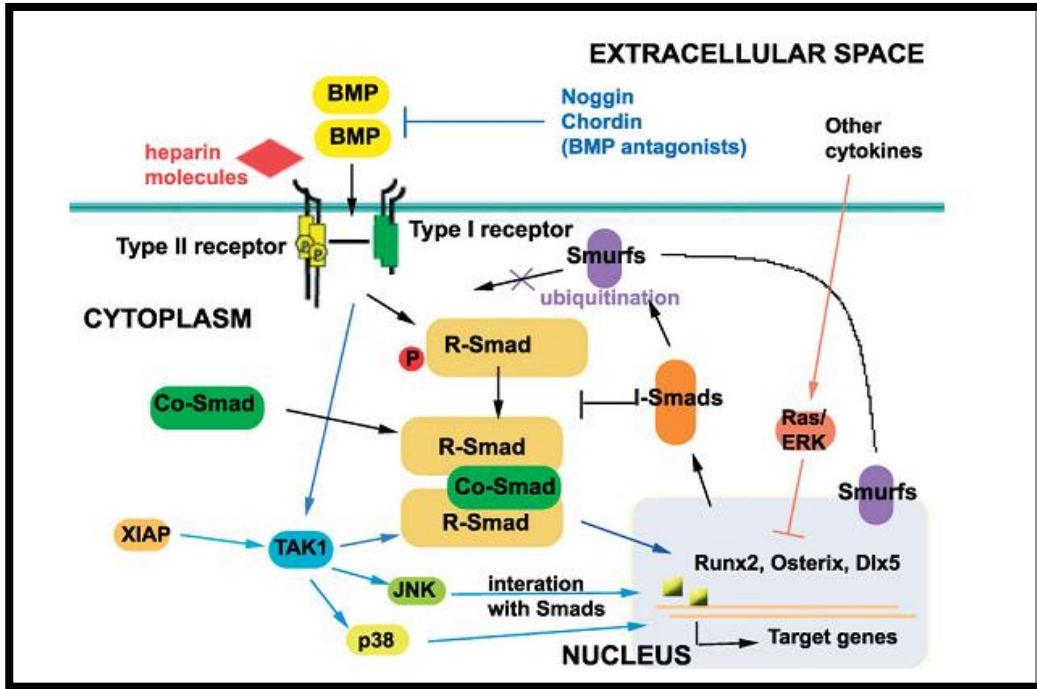 EXTRACELLULAR SPACE
BMP
BMP
Noggin
Chordin
(BMP antagonists)
Other
cytokines
heparin
molecules
Type II receptor
P
P
Type I receptor
Smurfs
ubiquitination
CYTOPLASM
P
R-Smad
Co-Smad
I-Smads
Ras/
ERK
R-Smad
Co-Smad
R-Smad
Smurfs
XIAP
TAK1
Runx2, Osterix, Dlx5
JNK
interation
with Smads
p38
Target genes
NUCLEUS